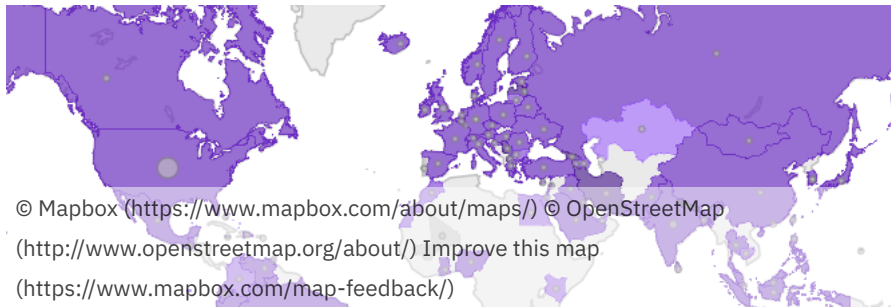 © Mapbox (https://www.mapbox.com/about/maps/) © OpenStreetMap
(http://www.openstreetmap.org/about/) Improve this map
(https://www.mapbox.com/map-feedback/)